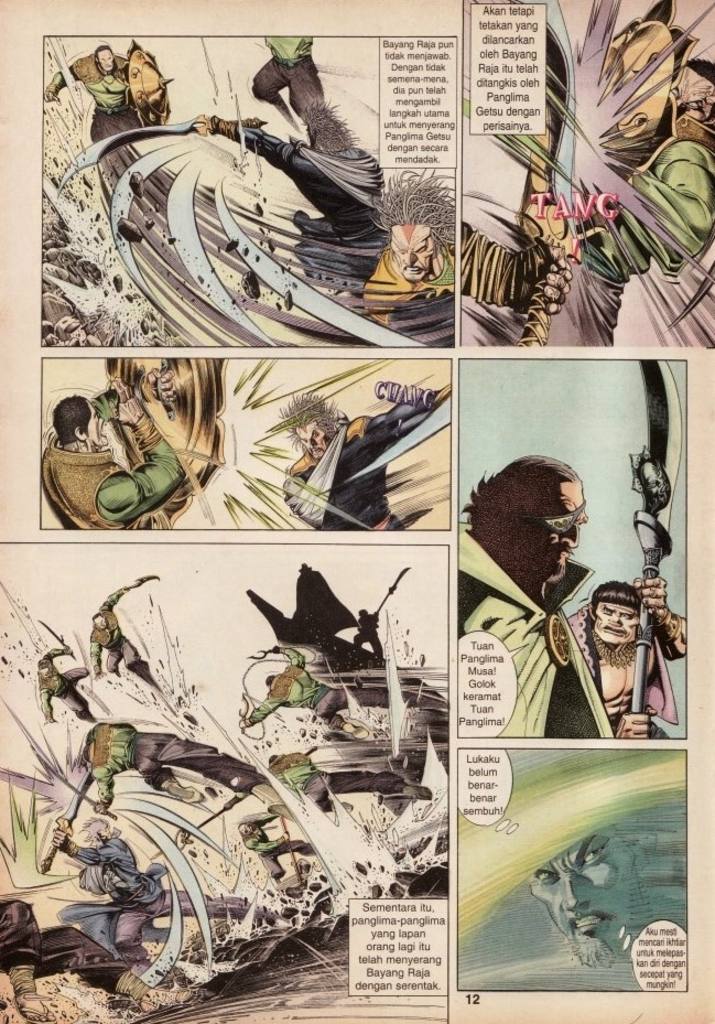 Bayang Raja pun
tidak menjawab.
Dengan tidak
semena-mena,
dia pun telah
mengambil
langkah utama
untuk menyerang
Panglima Getsu
dengan secara
mendadak.
Akan tetapi
tetakan yang
dilancarkan
oleh Bayang
Raja itu telah
ditangkis oleh
Panglima
Getsu dengan
perisainya.
TANG
!
CHANG
!
Tuan
Panglima
Musa!
Golok
keramat
Tuan
Panglima!
Sementara itu,
panglima-panglima
yang lapan
orang lagi itu
telah menyerang
Bayang Raja
dengan serentak.
Lukaku
belum
benar-
benar
sembuh!
Aku mesti
mencari ikhtiar
untuk melepas-
kan diri dengan
secepat yang
mungkin!
12